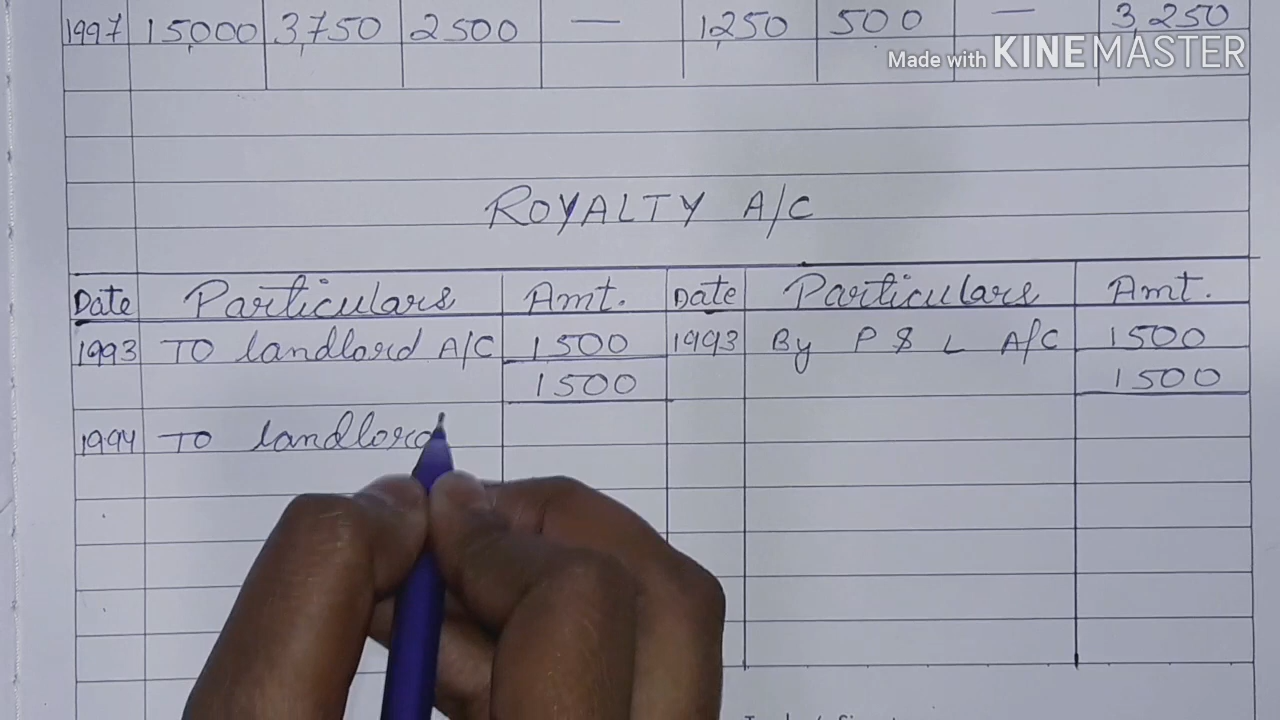 1997 15,000 3,750 2500 — 1,250 500 — 3,250
Made with KINEMASTER
ROYALTY A/C
Date Particulars Amt. Date Particulars Amt.
1993 TO landlord A/C 1500 1993 By P & L A/C 1500
1500 1500
1994 TO landlord